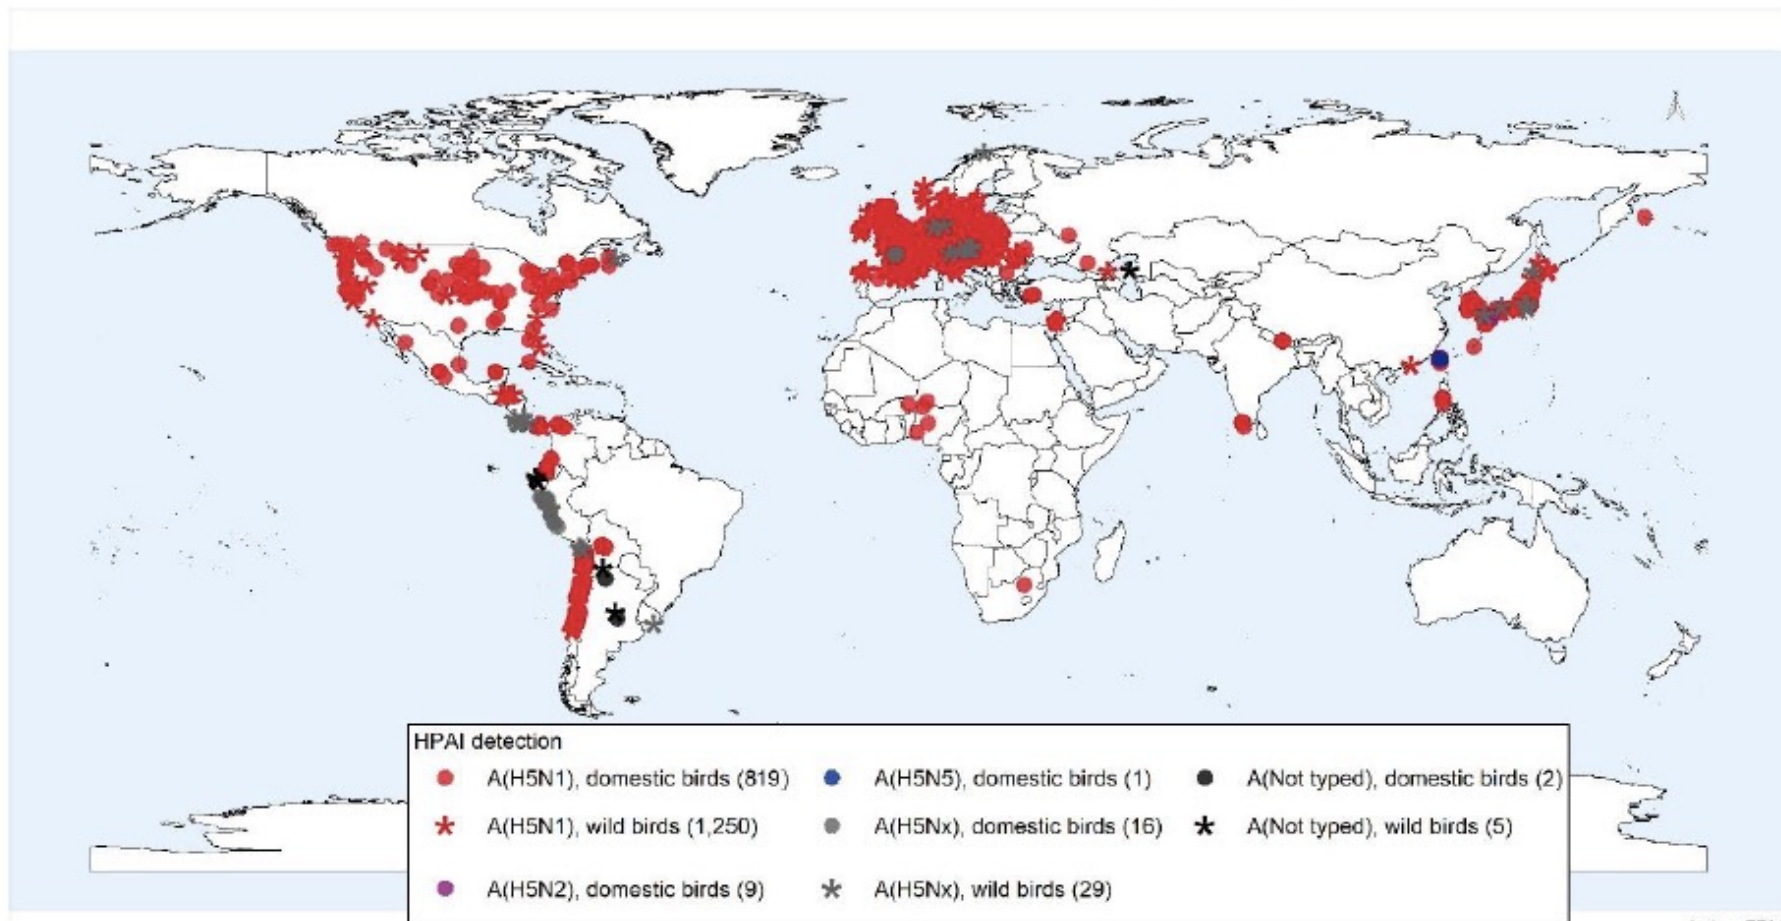 HPAI detection
A(H5N1), domestic birds (819) A(H5N5), domestic birds (1) A(Not typed), domestic birds (2)
A(H5N1), wild birds (1,250) A(H5Nx), domestic birds (16) A(Not typed), wild birds (5)
A(H5N2), domestic birds (9) A(H5Nx), wild birds (29)